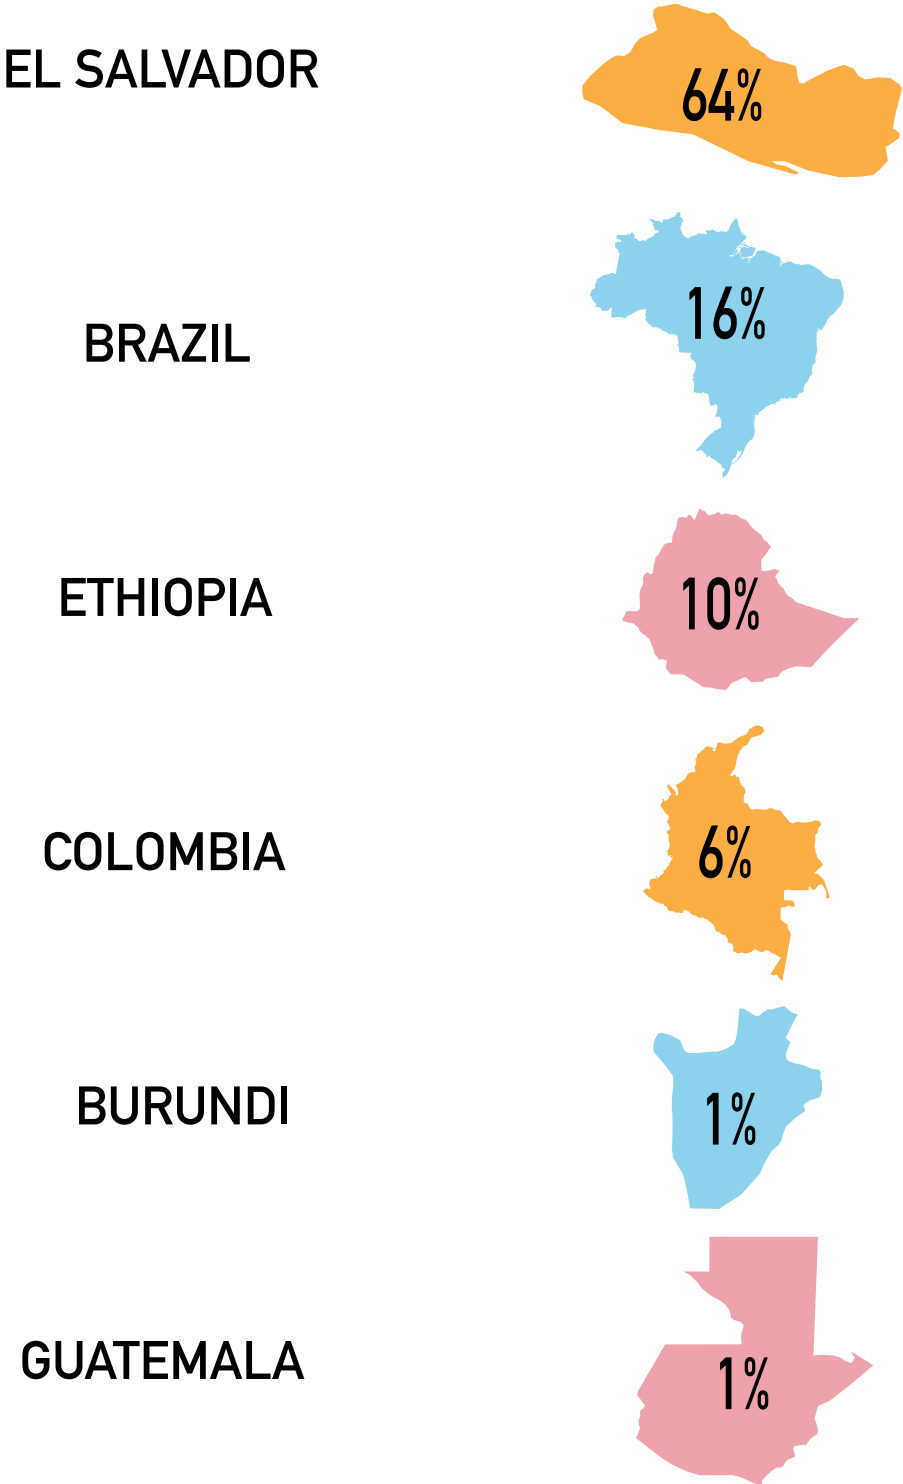 EL SALVADOR
64%
BRAZIL
16%
ETHIOPIA
10%
COLOMBIA
6%
BURUNDI
1%
GUATEMALA
1%